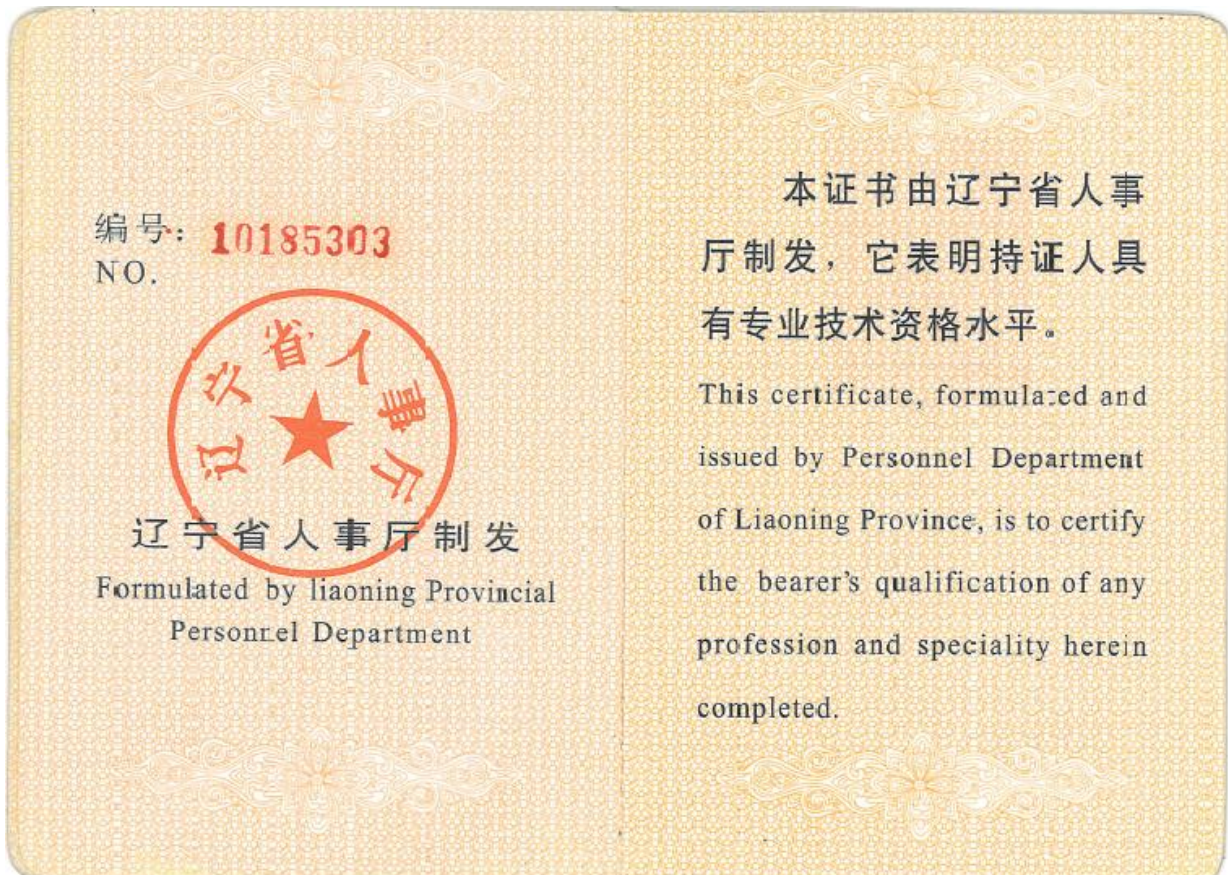 编号: 10185303
NO.
辽宁省人事厅
辽宁省人事厅制发
Formulated by liaoning Provincial
Personnel Department
本证书由辽宁省人事
厅制发，它表明持证人具
有专业技术资格水平。
This certificate, formulated and
issued by Personnel Department
of Liaoning Province, is to certify
the bearer's qualification of any
profession and speciality herein
completed.